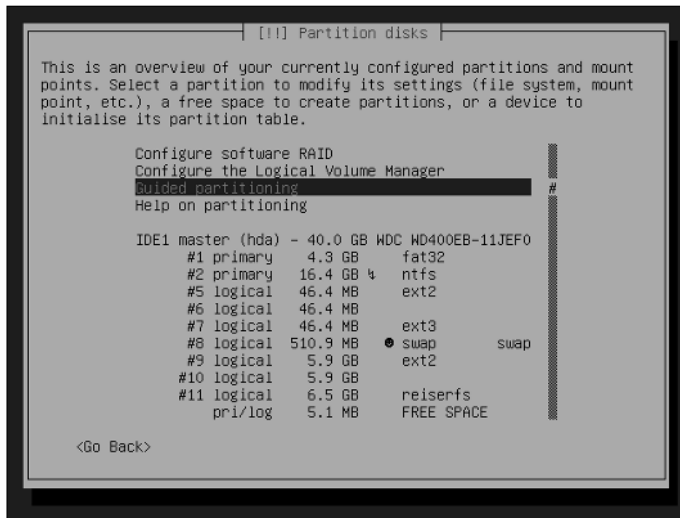 [!!] Partition disks
This is an overview of your currently configured partitions and mount
points. Select a partition to modify its settings (file system, mount
point, etc.), a free space to create partitions, or a device to
initialise its partition table.
Configure software RAID
Configure the Logical Volume Manager
Guided partitioning #
Help on partitioning
IDE1 master (hda) - 40.0 GB WDC WD400EB-11JEF0
#1 primary 4.3 GB fat32
#2 primary 16.4 GB ↯ ntfs
#5 logical 46.4 MB ext2
#6 logical 46.4 MB
#7 logical 46.4 MB ext3
#8 logical 510.9 MB ☻ swap swap
#9 logical 5.9 GB ext2
#10 logical 5.9 GB
#11 logical 6.5 GB reiserfs
pri/log 5.1 MB FREE SPACE
<Go Back>